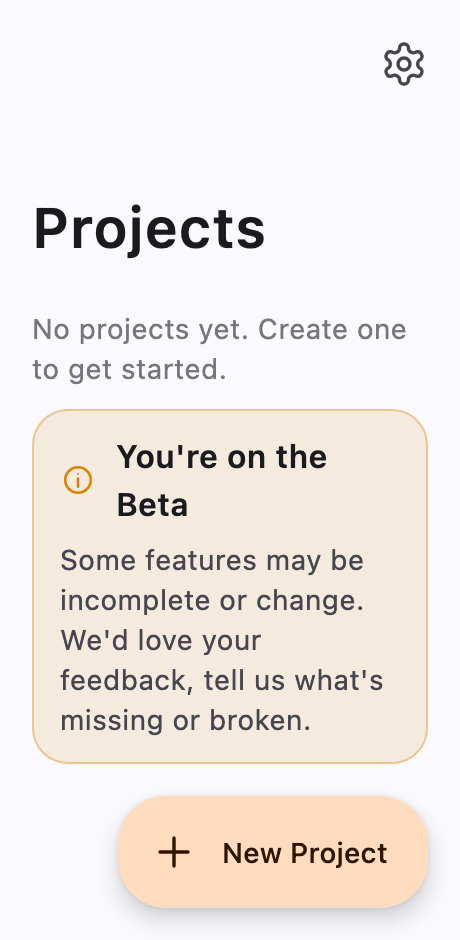 Projects
No projects yet. Create one
to get started.
You're on the
Beta
Some features may be
incomplete or change.
We'd love your
feedback, tell us what's
missing or broken.
New Project